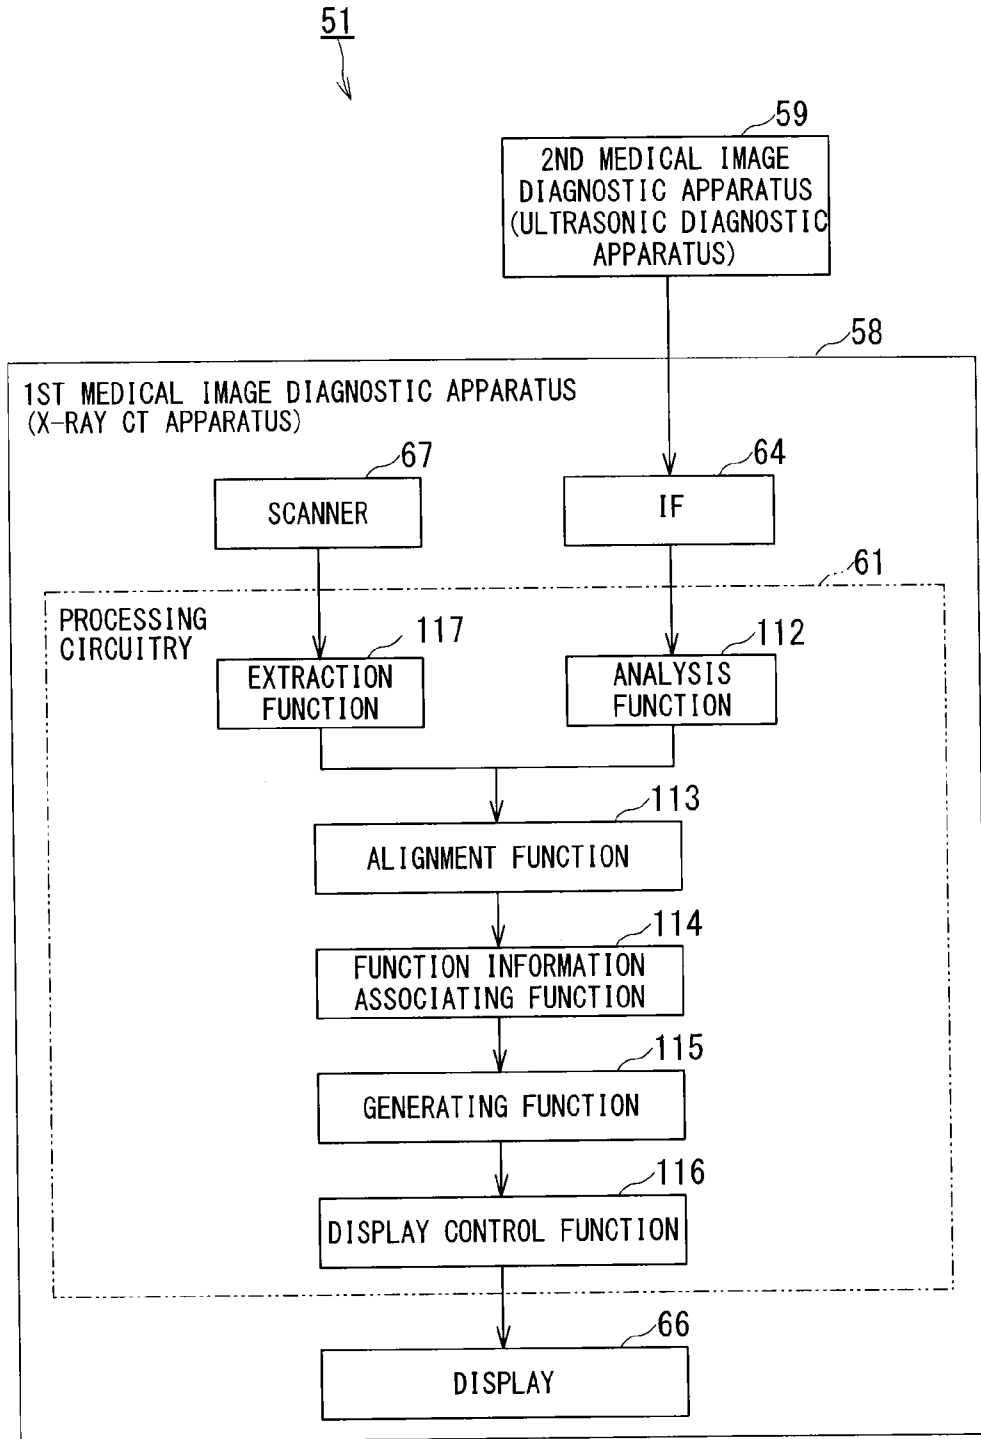 51
59
2ND MEDICAL IMAGE
DIAGNOSTIC APPARATUS
(ULTRASONIC DIAGNOSTIC
APPARATUS)
58
1ST MEDICAL IMAGE DIAGNOSTIC APPARATUS
(X-RAY CT APPARATUS)
67
SCANNER
64
IF
61
PROCESSING
CIRCUITRY
117
EXTRACTION
FUNCTION
112
ANALYSIS
FUNCTION
113
ALIGNMENT FUNCTION
114
FUNCTION INFORMATION
ASSOCIATING FUNCTION
115
GENERATING FUNCTION
116
DISPLAY CONTROL FUNCTION
66
DISPLAY